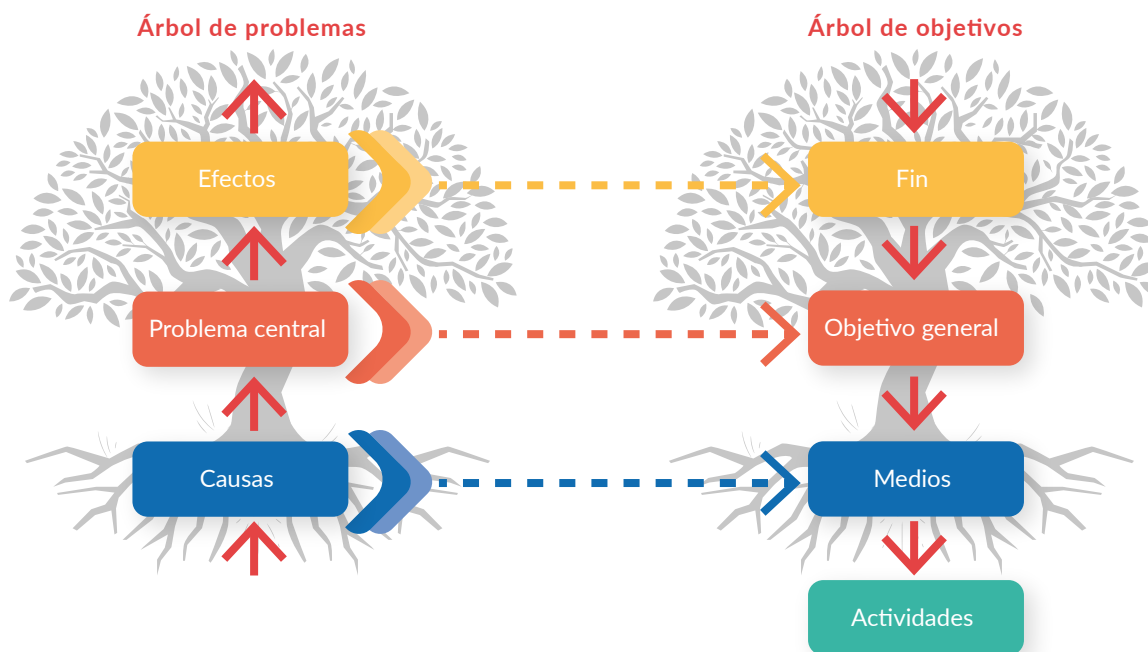 Árbol de problemas
Efectos
Problema central
Causas
Árbol de objetivos
Fin
Objetivo general
Medios
Actividades